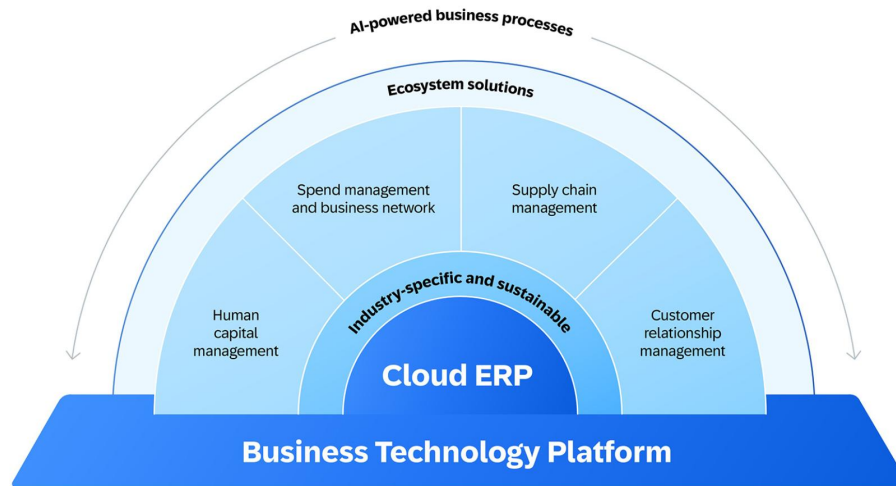 AI-powered business processes
Ecosystem solutions
Spend management
and business network
Supply chain
management
Human
capital
management
Industry-specific and sustainable
Customer
relationship
management
Cloud ERP
Business Technology Platform